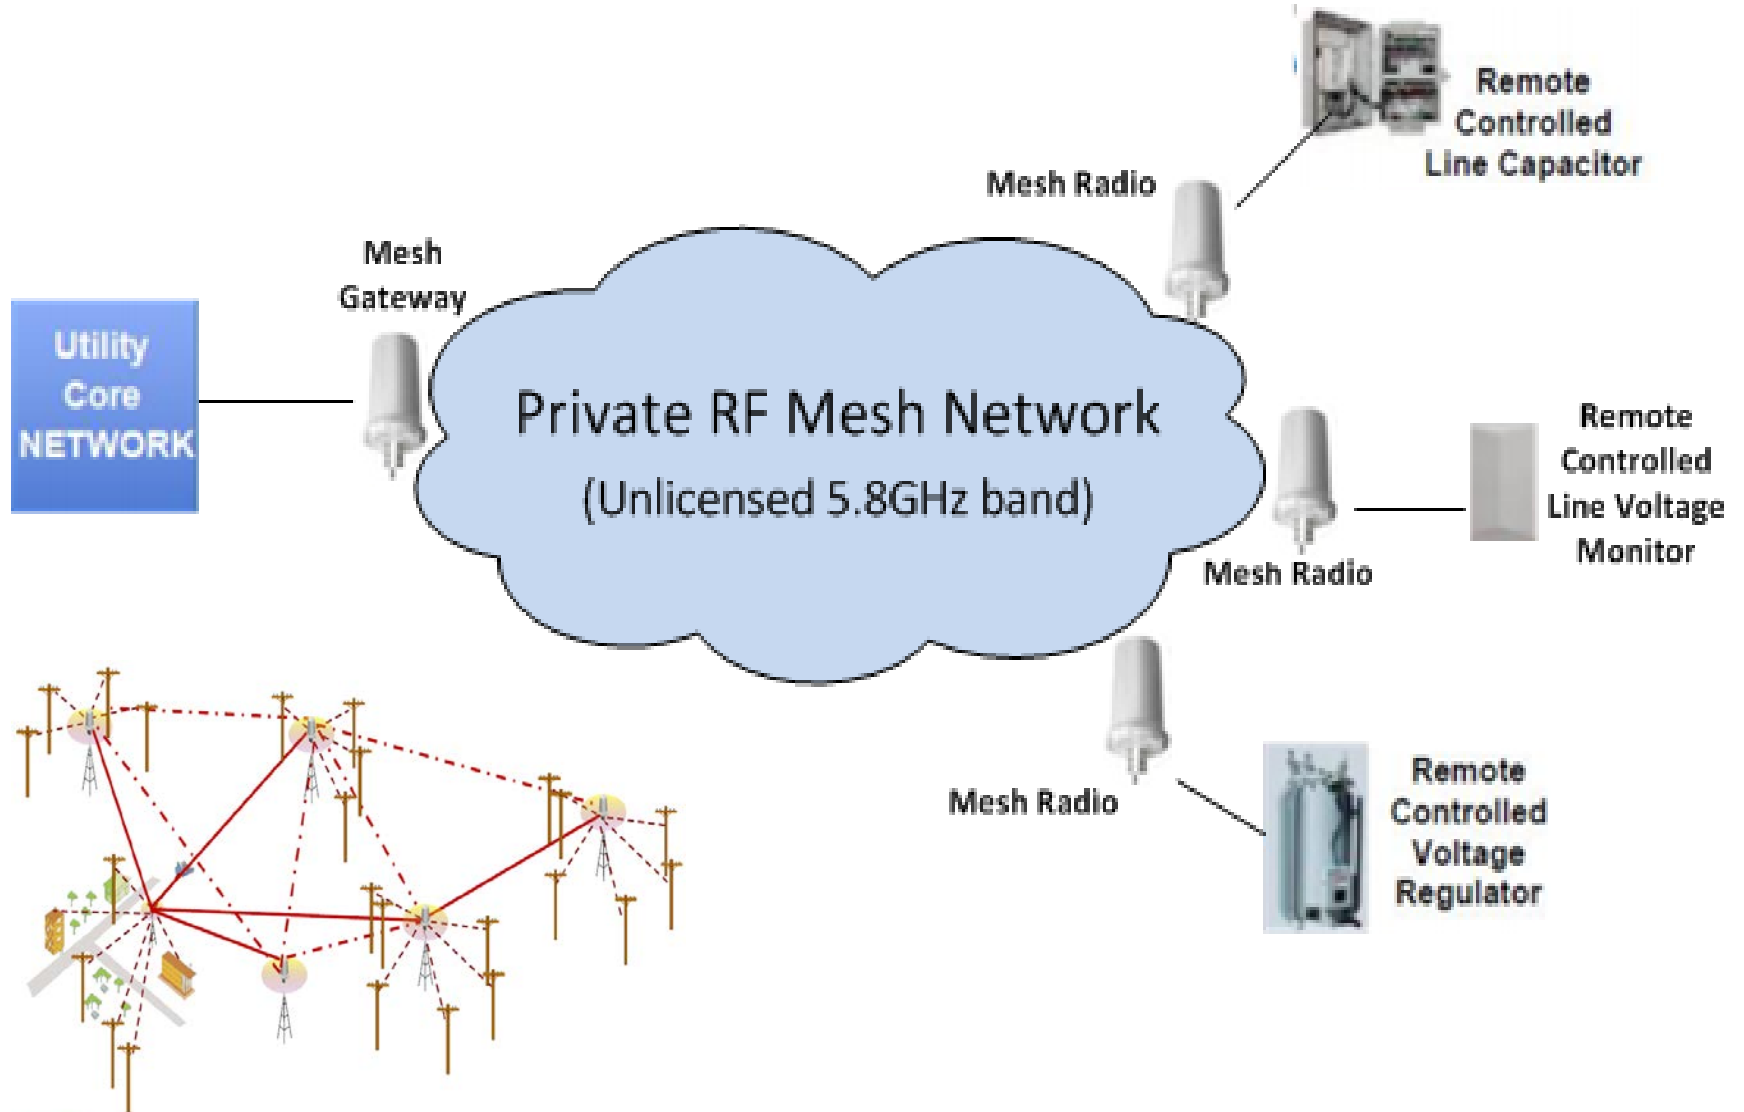 Remote
Controlled
Line Capacitor
Mesh Radio
Mesh
Gateway
Utility
Core
NETWORK
Private RF Mesh Network
(Unlicensed 5.8GHz band)
Remote
Controlled
Line Voltage
Monitor
Mesh Radio
Mesh Radio
Remote
Controlled
Voltage
Regulator